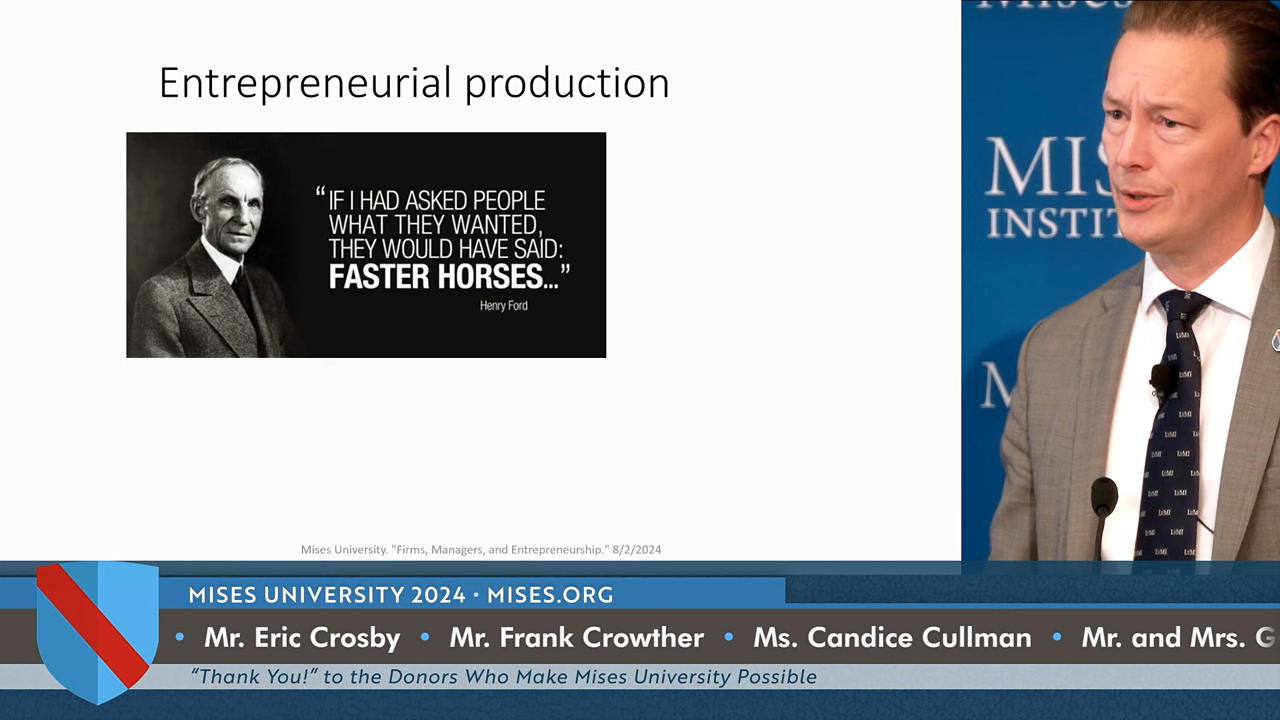 Entrepreneurial production
“IF I HAD ASKED PEOPLE
WHAT THEY WANTED,
THEY WOULD HAVE SAID:
FASTER HORSES...”
Henry Ford
Mises University. "Firms, Managers, and Entrepreneurship." 8/2/2024
MIS
INSTIT
M
MISES UNIVERSITY 2024 • MISES.ORG
• Mr. Eric Crosby • Mr. Frank Crowther • Ms. Candice Cullman • Mr. and Mrs. G
“Thank You!” to the Donors Who Make Mises University Possible